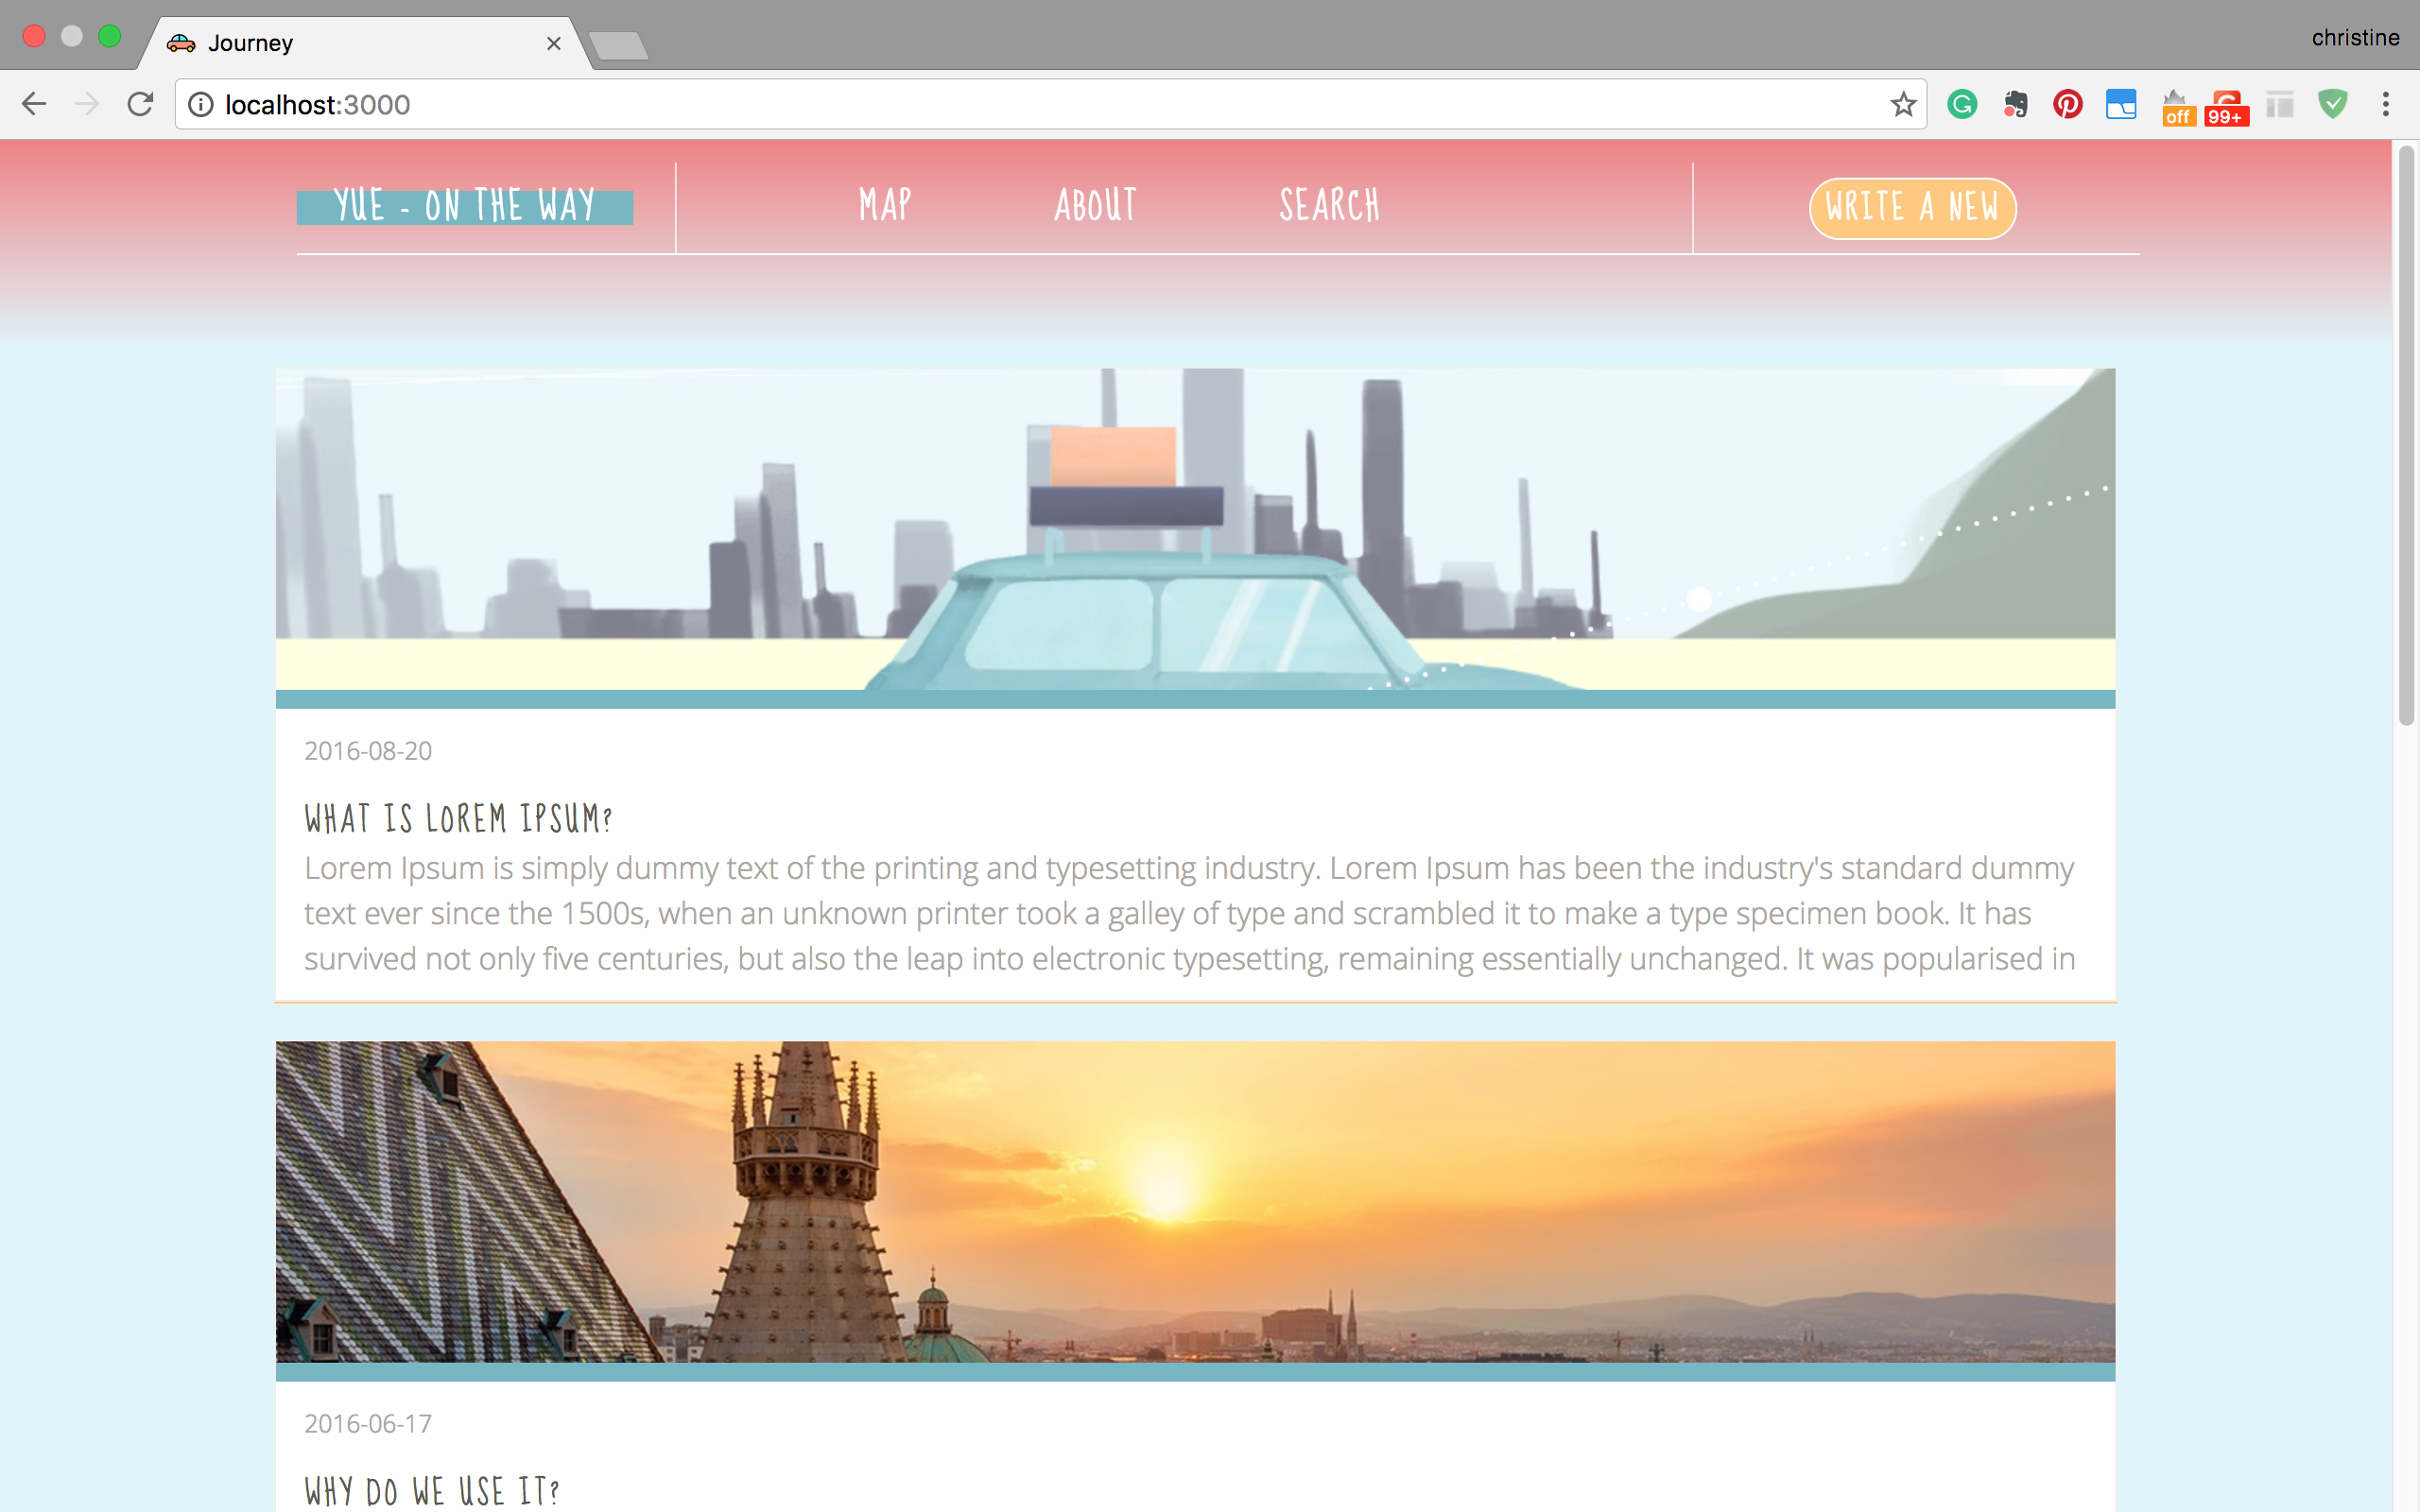 Journey
christine
localhost:3000
off
99+
YUE - ON THE WAY
MAP
ABOUT
SEARCH
WRITE A NEW
2016-08-20
WHAT IS LOREM IPSUM?
Lorem Ipsum is simply dummy text of the printing and typesetting industry. Lorem Ipsum has been the industry's standard dummy
text ever since the 1500s, when an unknown printer took a galley of type and scrambled it to make a type specimen book. It has
survived not only five centuries, but also the leap into electronic typesetting, remaining essentially unchanged. It was popularised in
2016-06-17
WHY DO WE USE IT?